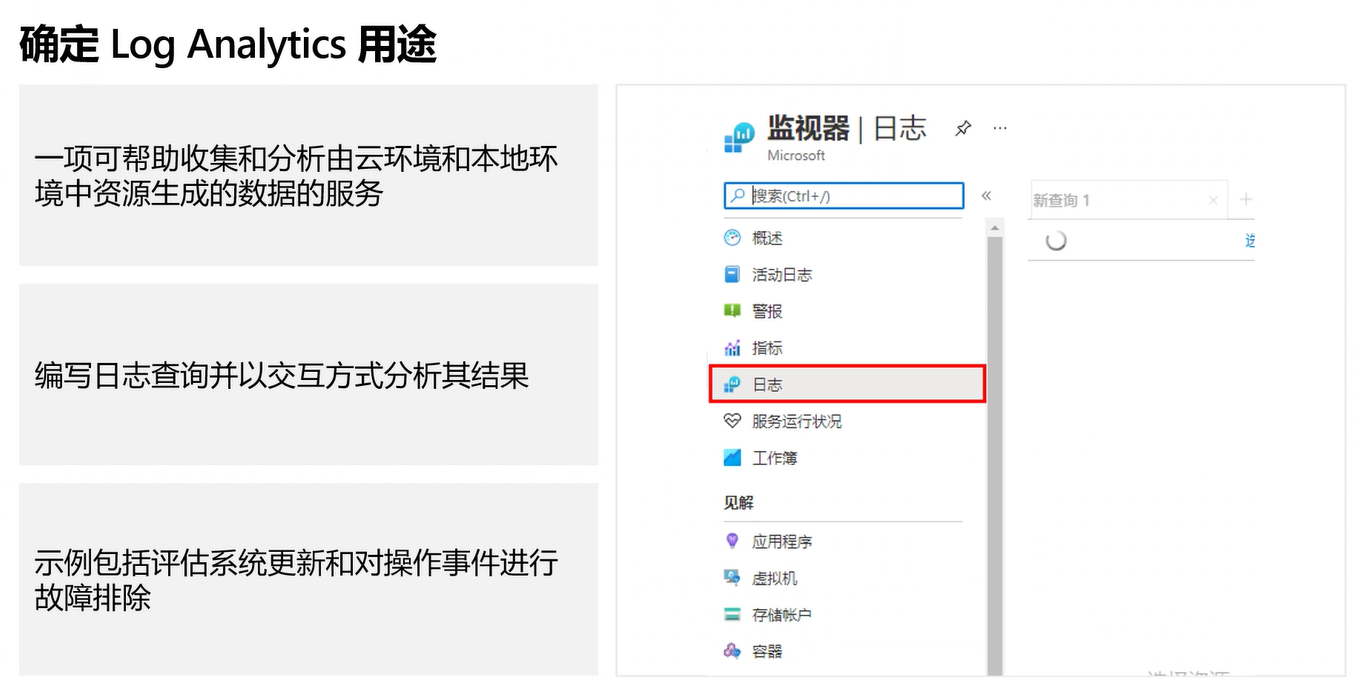 确定 Log Analytics 用途
一项可帮助收集和分析由云环境和本地环
境中资源生成的数据的服务
编写日志查询并以交互方式分析其结果
示例包括评估系统更新和对操作事件进行
故障排除
监视器 | 日志
Microsoft
搜索(Ctrl+/)
新查询 1
概述
活动日志
警报
指标
日志
服务运行状况
工作簿
见解
应用程序
虚拟机
存储帐户
容器